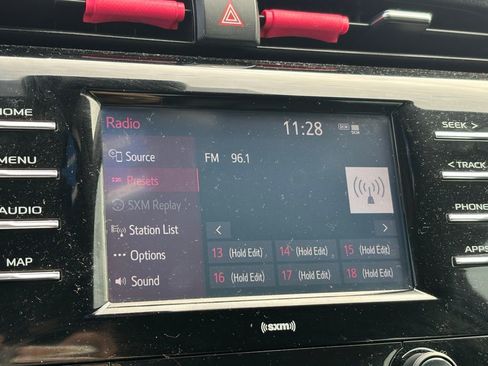 Radio
11:28
DCM
HOME
MENU
AUDIO
MAP
SEEK >
< TRACK
PHONE
APPS
Source
Presets
SXM Replay
Station List
Options
Sound
FM 96.1
< >
13 (Hold Edit) 14 (Hold Edit) 15 (Hold Edit)
16 (Hold Edit) 17 (Hold Edit) 18 (Hold Edit)
((sxm))